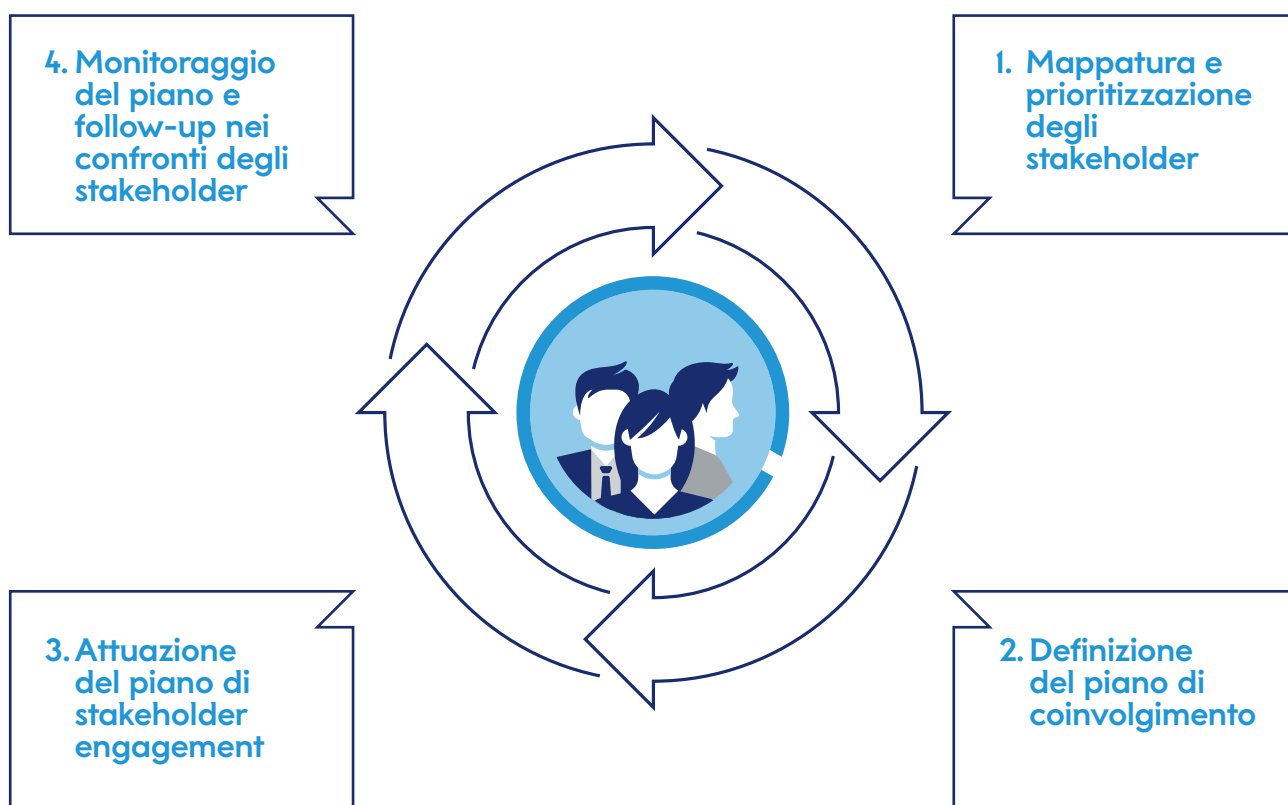 4. Monitoraggio
del piano e
follow-up nei
confronti degli
stakeholder
1. Mappatura e
prioritizzazione
degli
stakeholder
3. Attuazione
del piano di
stakeholder
engagement
2. Definizione
del piano di
coinvolgimento